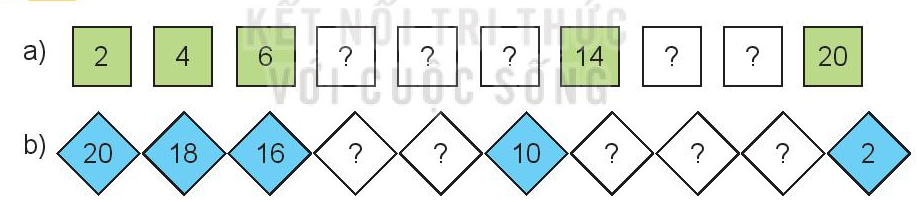 KẾT NỐI TRI THỨC
a) 2 4 6 ? ? ? 14 ? ? 20
VỚI CUỘC SỐNG
b) 20 18 16 ? ? 10 ? ? ? 2